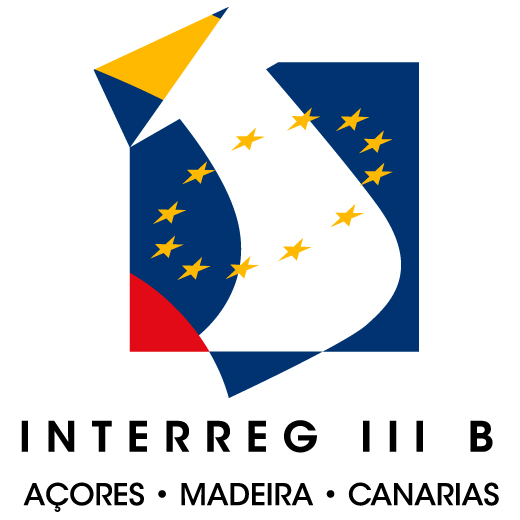 INTERREG III B
AÇORES • MADEIRA • CANARIAS